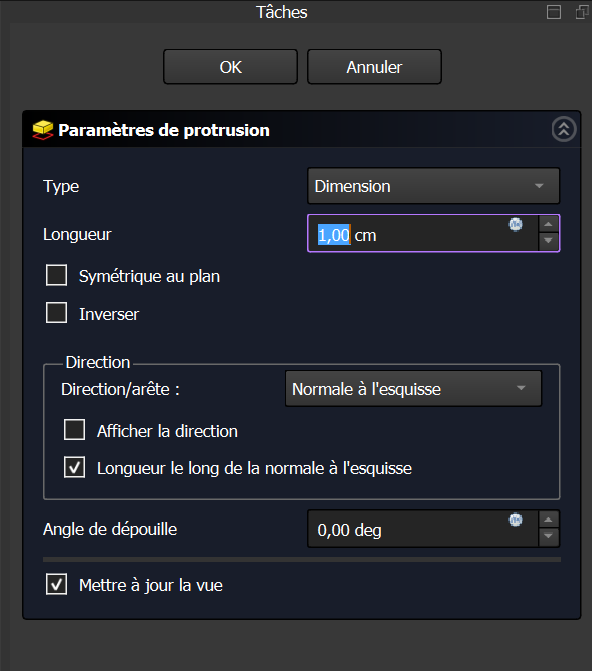 Tâches
OK Annuler
Paramètres de protrusion
Type Dimension
Longueur 1,00 cm
Symétrique au plan
Inverser
Direction
Direction/arête : Normale à l'esquisse
Afficher la direction
Longueur le long de la normale à l'esquisse
Angle de dépouille 0,00 deg
Mettre à jour la vue